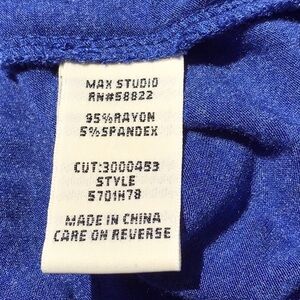 MAX STUDIO
RN#58822
95%RAYON
5%SPANDEX
CUT:3000453
STYLE
5701H78
MADE IN CHINA
CARE ON REVERSE